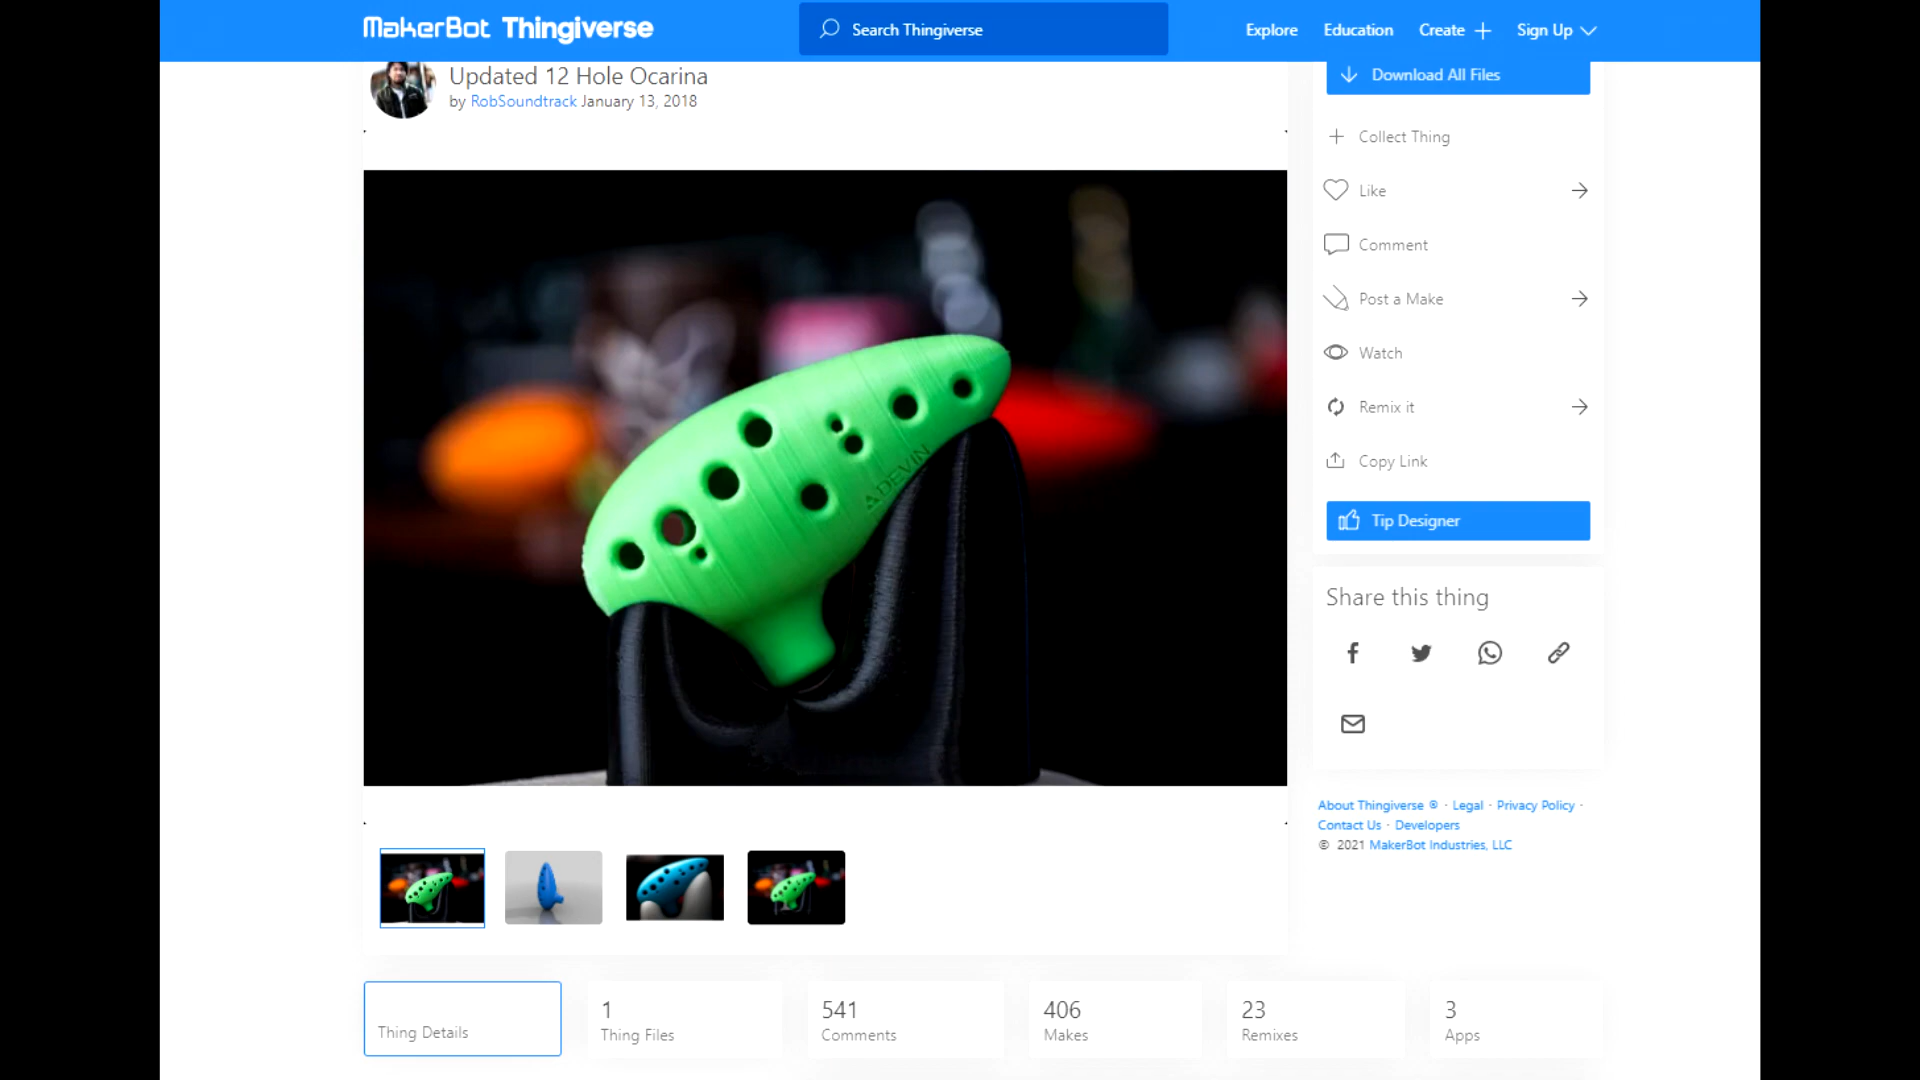 MakerBot Thingiverse
Search Thingiverse
Explore
Education
Create
Sign Up
Updated 12 Hole Ocarina
by RobSoundtrack January 13, 2018
ADEVIN
Download All Files
Collect Thing
Like
Comment
Post a Make
Watch
Remix it
Copy Link
Tip Designer
Share this thing
About Thingiverse ® · Legal · Privacy Policy ·
Contact Us · Developers
© 2021 MakerBot Industries, LLC
Thing Details
1
Thing Files
541
Comments
406
Makes
23
Remixes
3
Apps